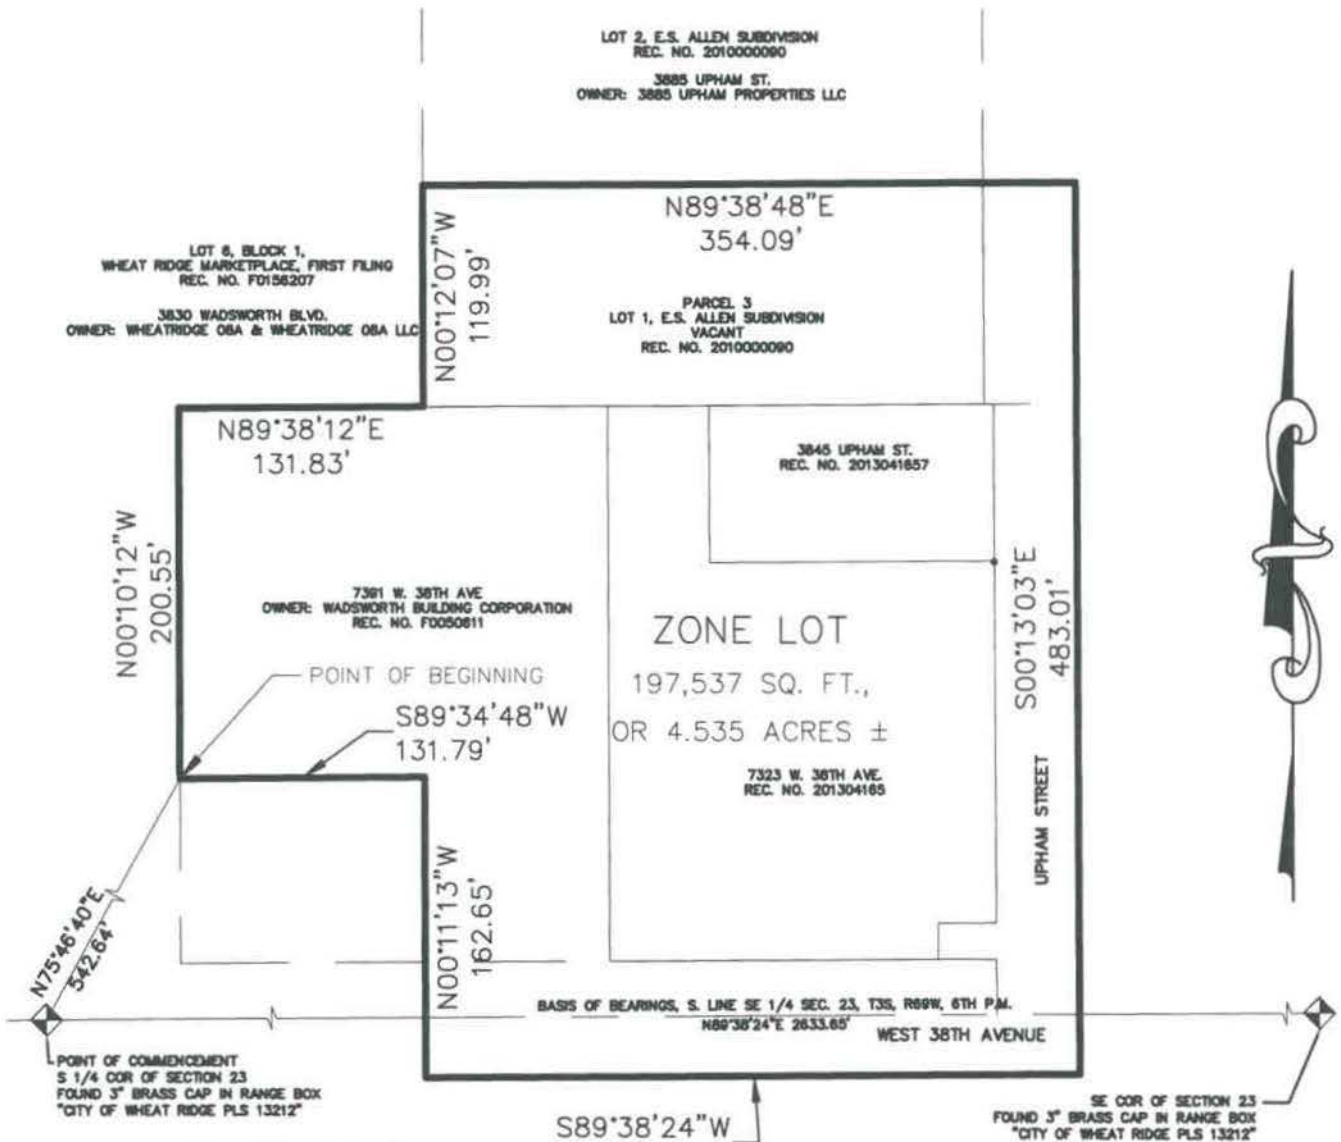 LOT 2, E.S. ALLEN SUBDIVISION
REC. NO. 2010000090
3885 UPHAM ST.
OWNER: 3885 UPHAM PROPERTIES LLC
N89°38'48"E
354.09'
LOT 6, BLOCK 1,
WHEAT RIDGE MARKETPLACE, FIRST FILING
REC. NO. F0156207
3830 WADSWORTH BLVD.
OWNER: WHEATRIDGE OBA & WHEATRIDGE OBA LLC
N00°12'07"W
119.99'
PARCEL 3
LOT 1, E.S. ALLEN SUBDIVISION
VACANT
REC. NO. 2010000090
N89°38'12"E
131.83'
3845 UPHAM ST.
REC. NO. 2013041657
N00°10'12"W
200.55'
7391 W. 38TH AVE
OWNER: WADSWORTH BUILDING CORPORATION
REC. NO. F0050611
ZONE LOT
197,537 SQ. FT.,
OR 4.535 ACRES ±
S00°13'03"E
483.01'
POINT OF BEGINNING
S89°34'48"W
131.79'
7323 W. 38TH AVE.
REC. NO. 201304165
UPHAM STREET
N00°11'13"W
162.65'
N75°46'40"E
542.64'
BASIS OF BEARINGS, S. LINE SE 1/4 SEC. 23, T3S, R69W, 6TH P.M.
N89°38'24"E 2633.65'
WEST 38TH AVENUE
POINT OF COMMENCEMENT
S 1/4 COR OF SECTION 23
FOUND 3" BRASS CAP IN RANGE BOX
"CITY OF WHEAT RIDGE PLS 13212"
SE COR OF SECTION 23
FOUND 3" BRASS CAP IN RANGE BOX
"CITY OF WHEAT RIDGE PLS 13212"
S89°38'24"W